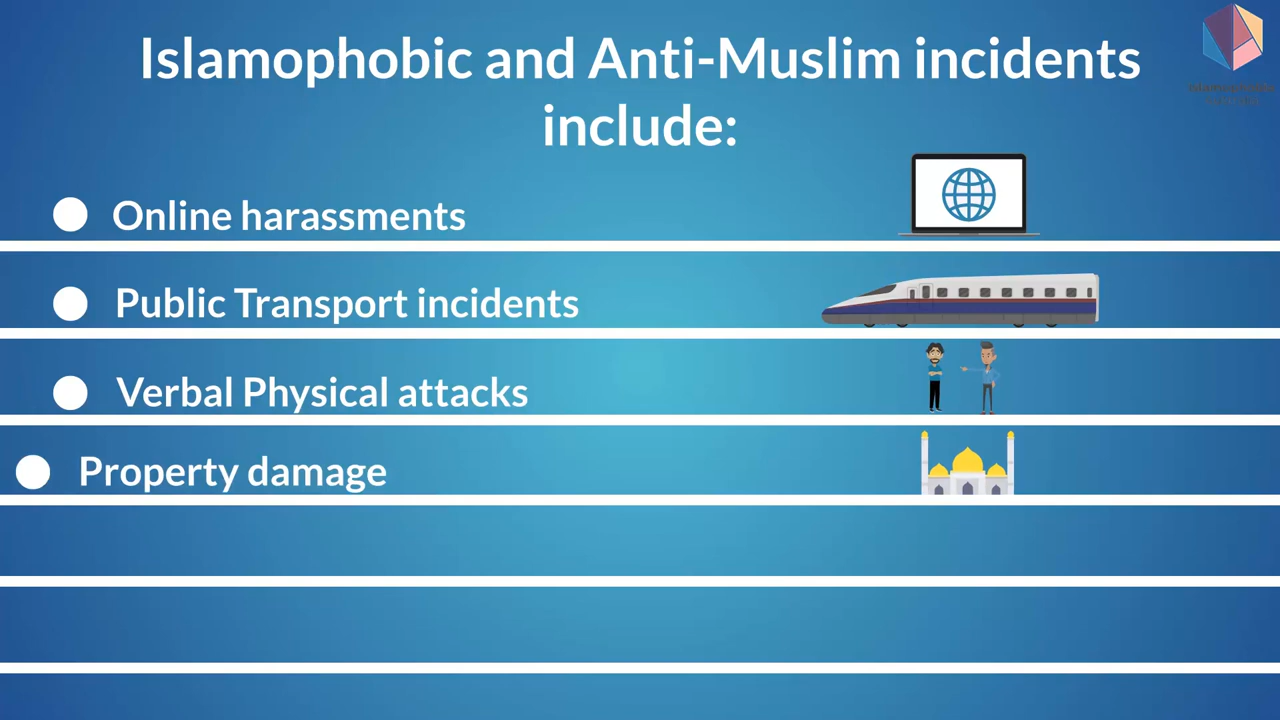 Islamophobic and Anti-Muslim incidents
include:
Online harassments
Public Transport incidents
Verbal Physical attacks
Property damage